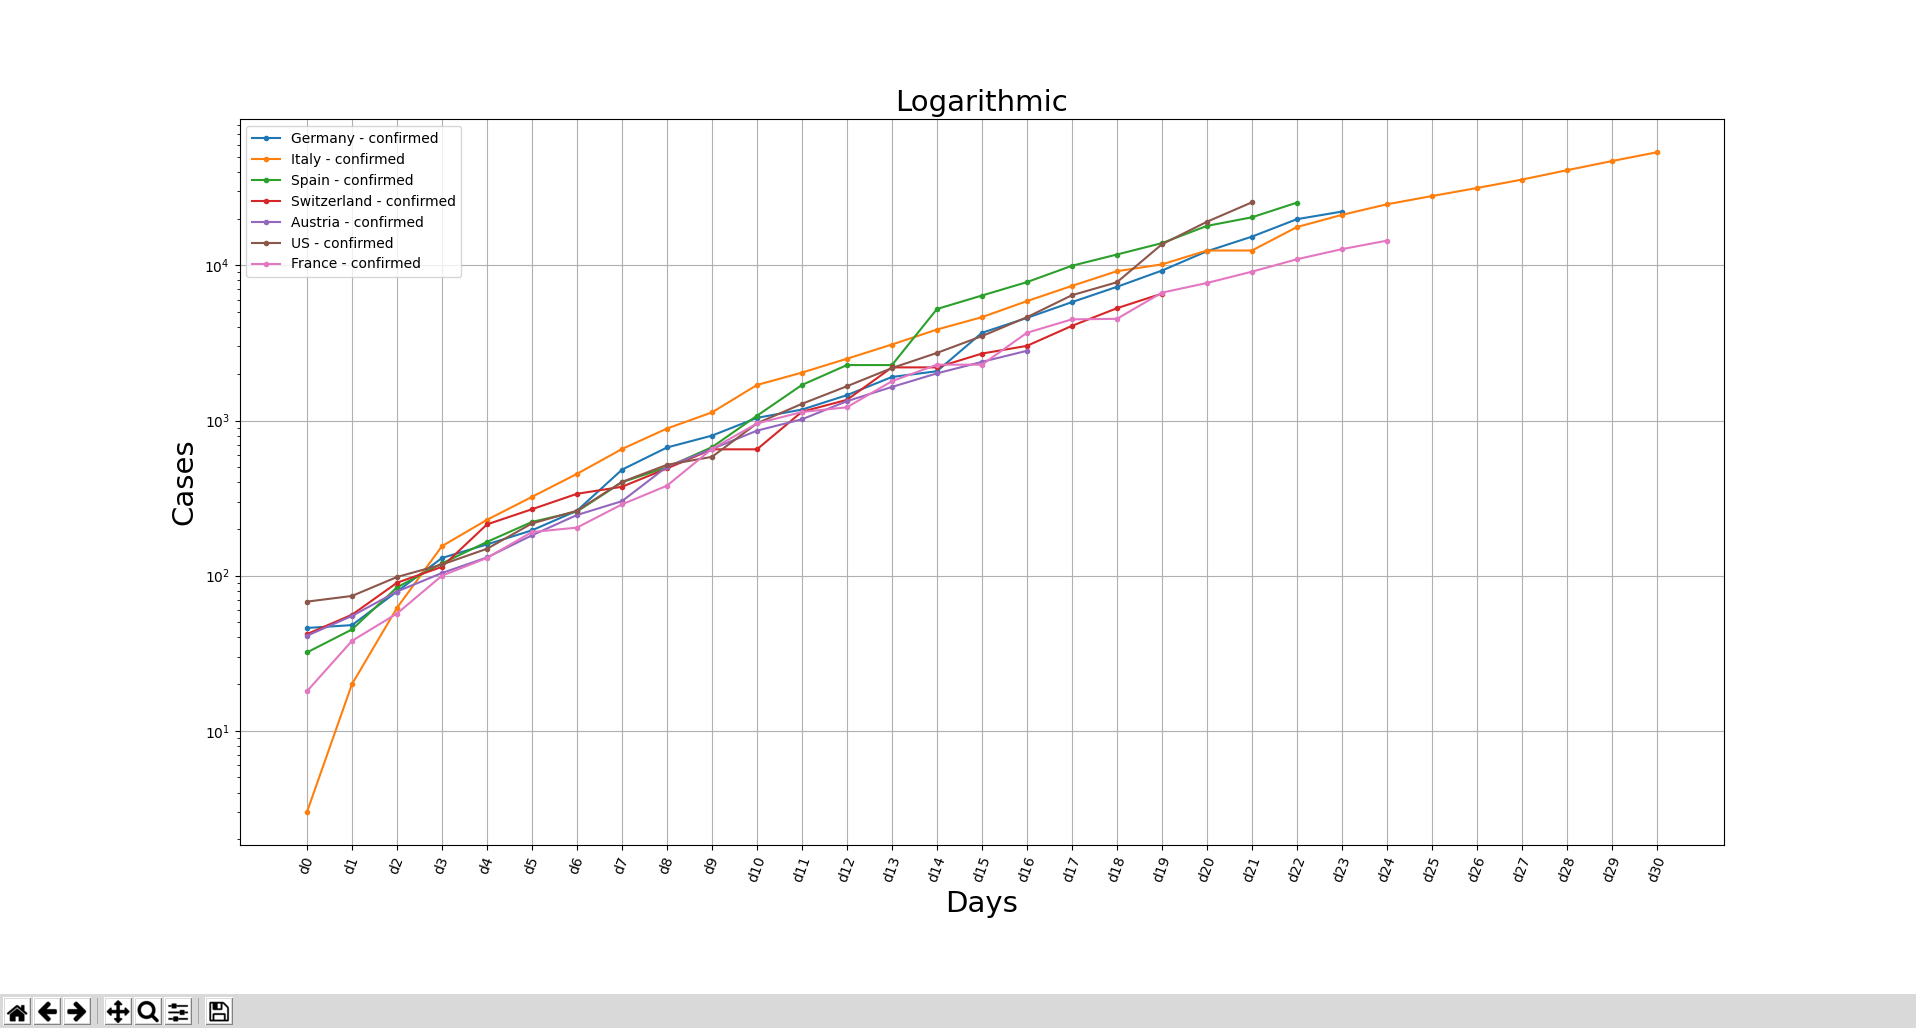 Logarithmic
Germany - confirmed
Italy - confirmed
Spain - confirmed
Switzerland - confirmed
Austria - confirmed
US - confirmed
France - confirmed
10⁴
10³
10²
10¹
Cases
d0 d1 d2 d3 d4 d5 d6 d7 d8 d9 d10 d11 d12 d13 d14 d15 d16 d17 d18 d19 d20 d21 d22 d23 d24 d25 d26 d27 d28 d29 d30
Days